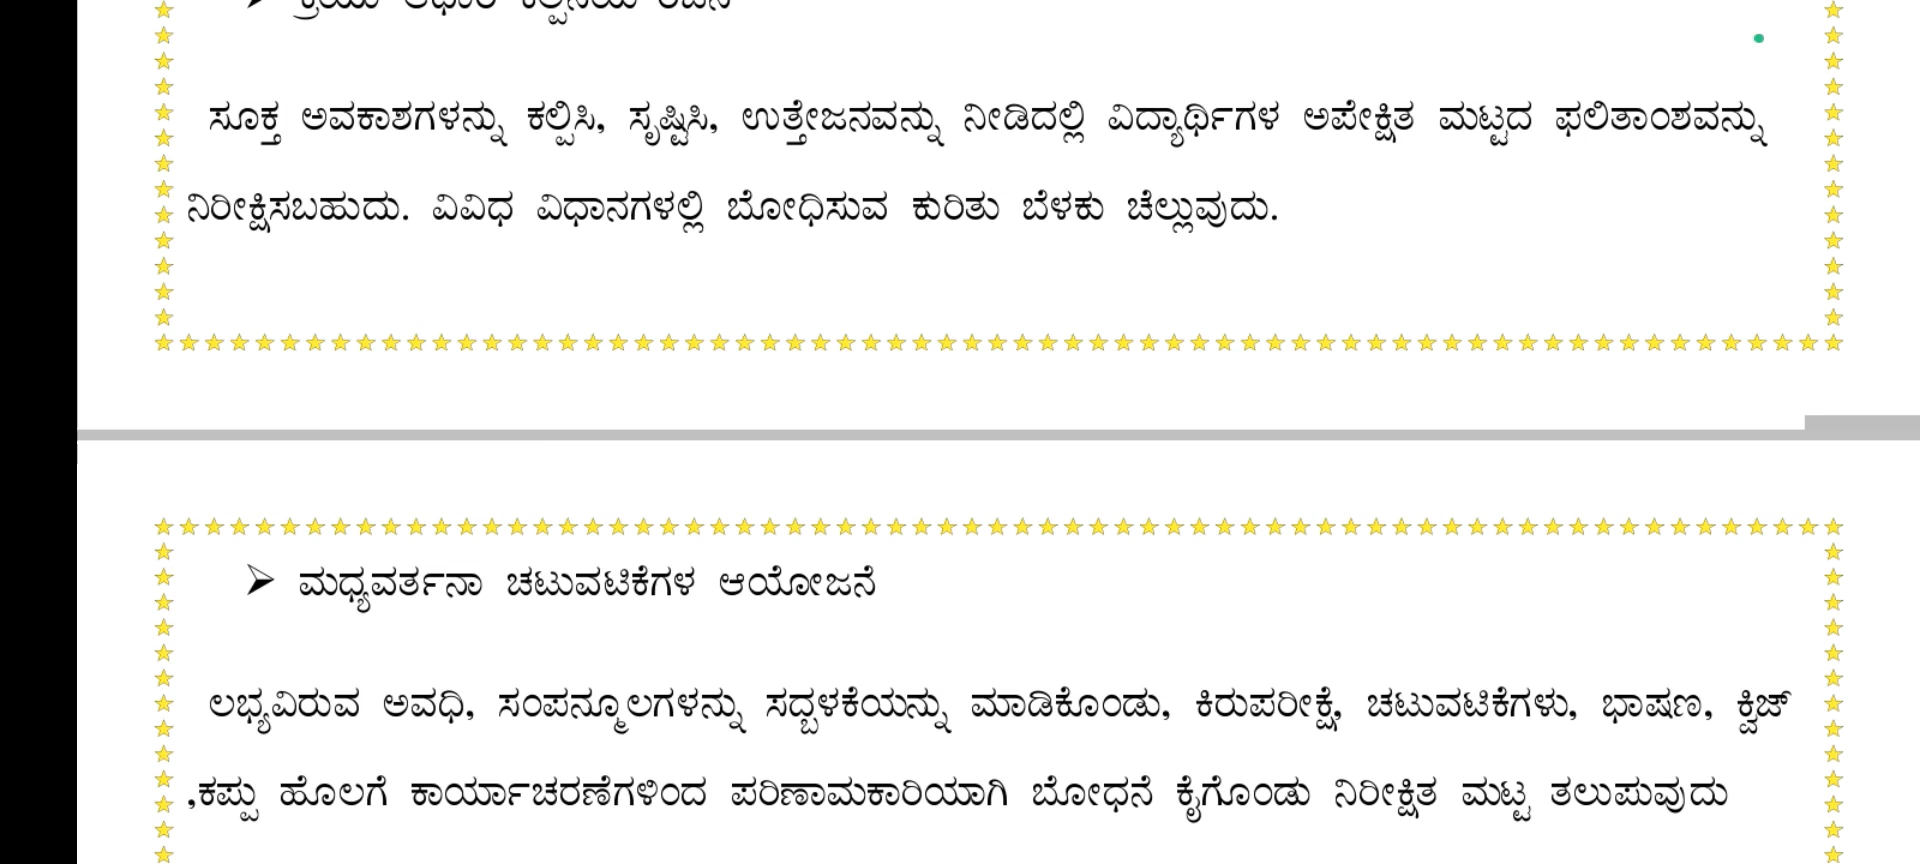 ಸೂಕ್ತ ಅವಕಾಶಗಳನ್ನು ಕಲ್ಪಿಸಿ, ಸೃಷ್ಟಿಸಿ, ಉತ್ತೇಜನವನ್ನು ನೀಡಿದಲ್ಲಿ ವಿದ್ಯಾರ್ಥಿಗಳ ಅಪೇಕ್ಷಿತ ಮಟ್ಟದ ಫಲಿತಾಂಶವನ್ನು
ನಿರೀಕ್ಷಿಸಬಹುದು. ವಿವಿಧ ವಿಧಾನಗಳಲ್ಲಿ ಬೋಧಿಸುವ ಕುರಿತು ಬೆಳಕು ಚೆಲ್ಲುವುದು.
➢ ಮಧ್ಯವರ್ತನಾ ಚಟುವಟಿಕೆಗಳ ಆಯೋಜನೆ
ಲಭ್ಯವಿರುವ ಅವಧಿ, ಸಂಪನ್ಮೂಲಗಳನ್ನು ಸದ್ಬಳಕೆಯನ್ನು ಮಾಡಿಕೊಂಡು, ಕಿರುಪರೀಕ್ಷೆ, ಚಟುವಟಿಕೆಗಳು, ಭಾಷಣ, ಕ್ವಿಜ್
,ಕಪ್ಪು ಹೊಲಗೆ ಕಾರ್ಯಾಚರಣೆಗಳಿಂದ ಪರಿಣಾಮಕಾರಿಯಾಗಿ ಬೋಧನೆ ಕೈಗೊಂಡು ನಿರೀಕ್ಷಿತ ಮಟ್ಟ ತಲುಪುವುದು